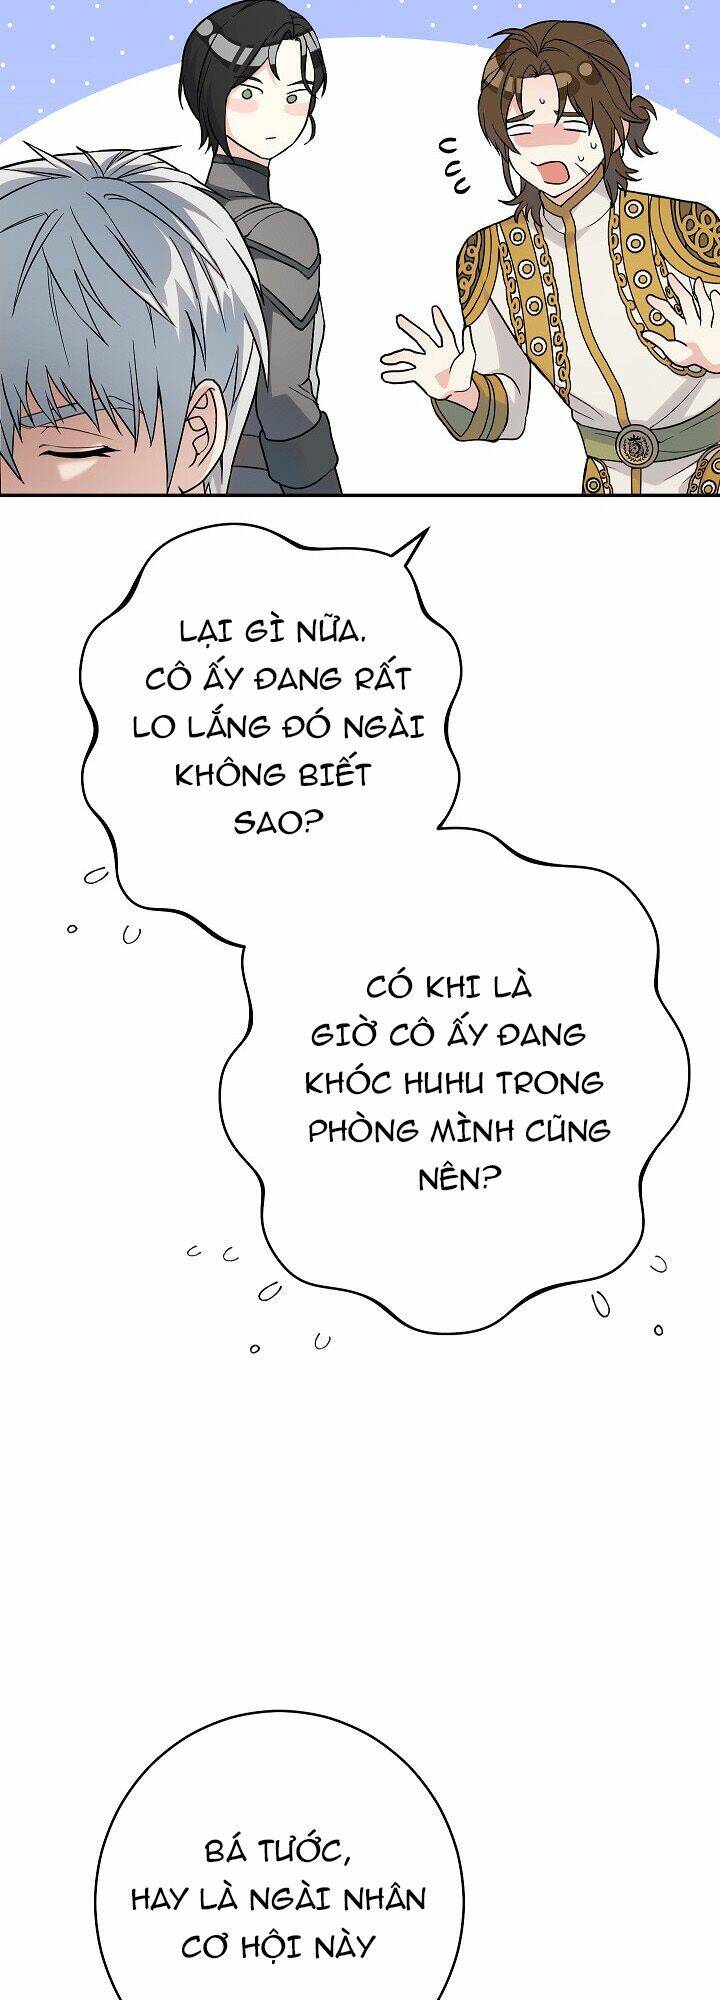 LẠI GÌ NỮA.
CÔ ẤY ĐANG RẤT
LO LẮNG ĐÓ NGÀI
KHÔNG BIẾT
SAO?
CÓ KHI LÀ
GIỜ CÔ ẤY ĐANG
KHÓC HUHU TRONG
PHÒNG MÌNH CŨNG
NÊN?
BÁ TƯỚC,
HAY LÀ NGÀI NHÂN
CƠ HỘI NÀY